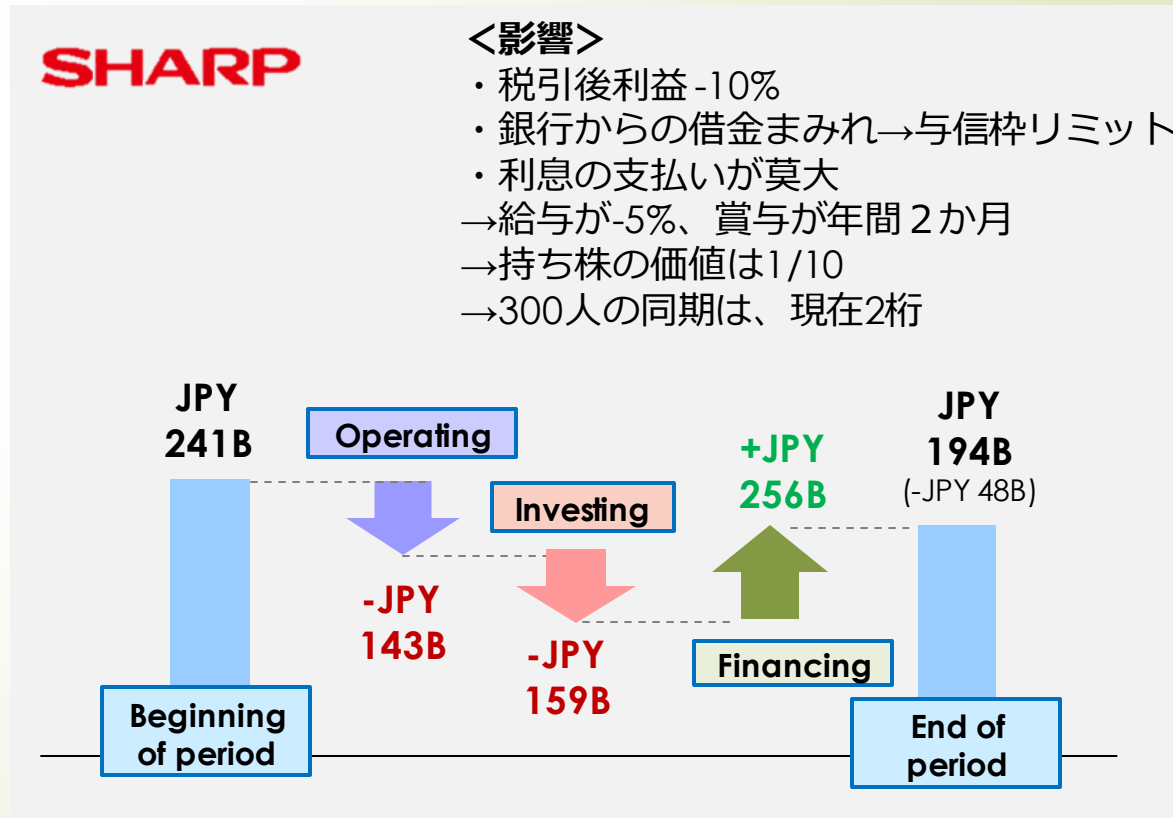 SHARP
＜影響＞
・税引後利益 -10%
・銀行からの借金まみれ→与信枠リミット
・利息の支払いが莫大
→給与が-5%、賞与が年間２か月
→持ち株の価値は1/10
→300人の同期は、現在2桁
JPY
241B
Operating
-JPY
143B
Investing
-JPY
159B
+JPY
256B
Financing
JPY
194B
(-JPY 48B)
Beginning
of period
End of
period